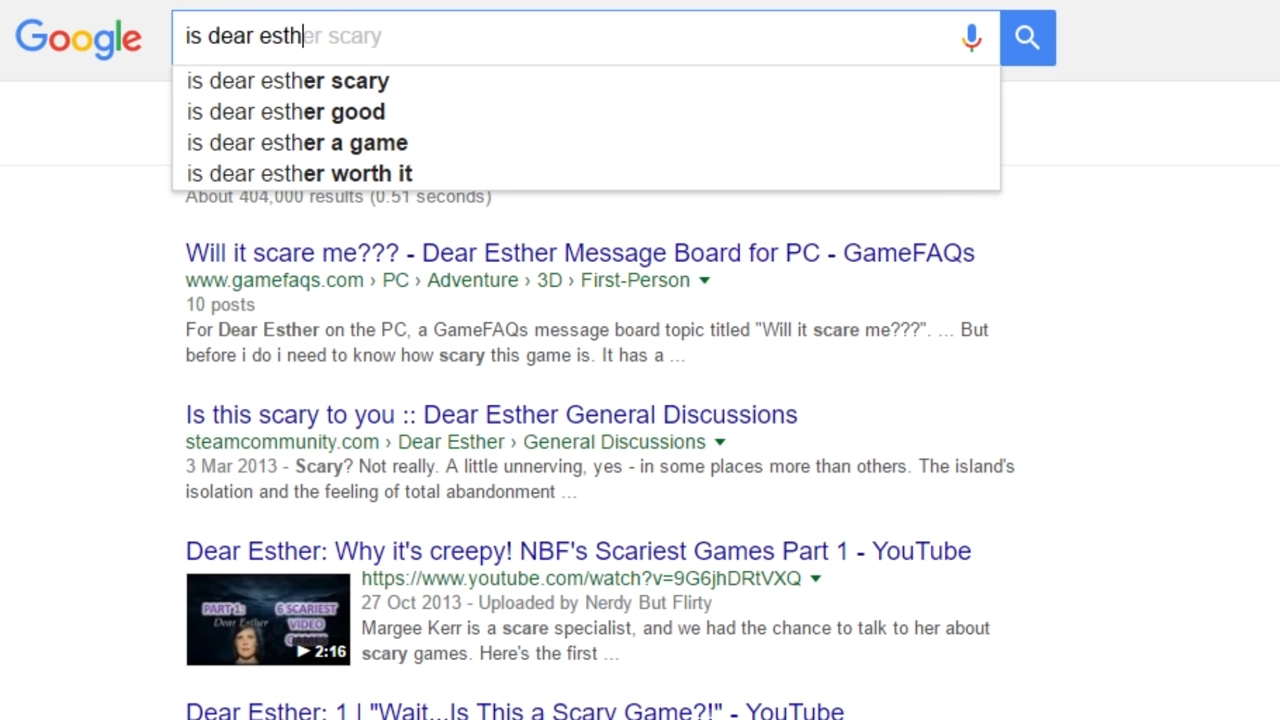 Google
is dear esther scary
is dear esther scary
is dear esther good
is dear esther a game
is dear esther worth it
About 404,000 results (0.51 seconds)
Will it scare me??? - Dear Esther Message Board for PC - GameFAQs
www.gamefaqs.com › PC › Adventure › 3D › First-Person
10 posts
For Dear Esther on the PC, a GameFAQs message board topic titled "Will it scare me???". ... But
before i do i need to know how scary this game is. It has a ...
Is this scary to you :: Dear Esther General Discussions
steamcommunity.com › Dear Esther › General Discussions
3 Mar 2013 - Scary? Not really. A little unnerving, yes - in some places more than others. The island's
isolation and the feeling of total abandonment ...
Dear Esther: Why it's creepy! NBF's Scariest Games Part 1 - YouTube
PART 1:
Dear Esther
6 SCARIEST
VIDEO
GAMES
2:16
https://www.youtube.com/watch?v=9G6jhDRtVXQ
27 Oct 2013 - Uploaded by Nerdy But Flirty
Margee Kerr is a scare specialist, and we had the chance to talk to her about
scary games. Here's the first ...
Dear Esther: 1 | "Wait...Is This a Scary Game?!" - YouTube